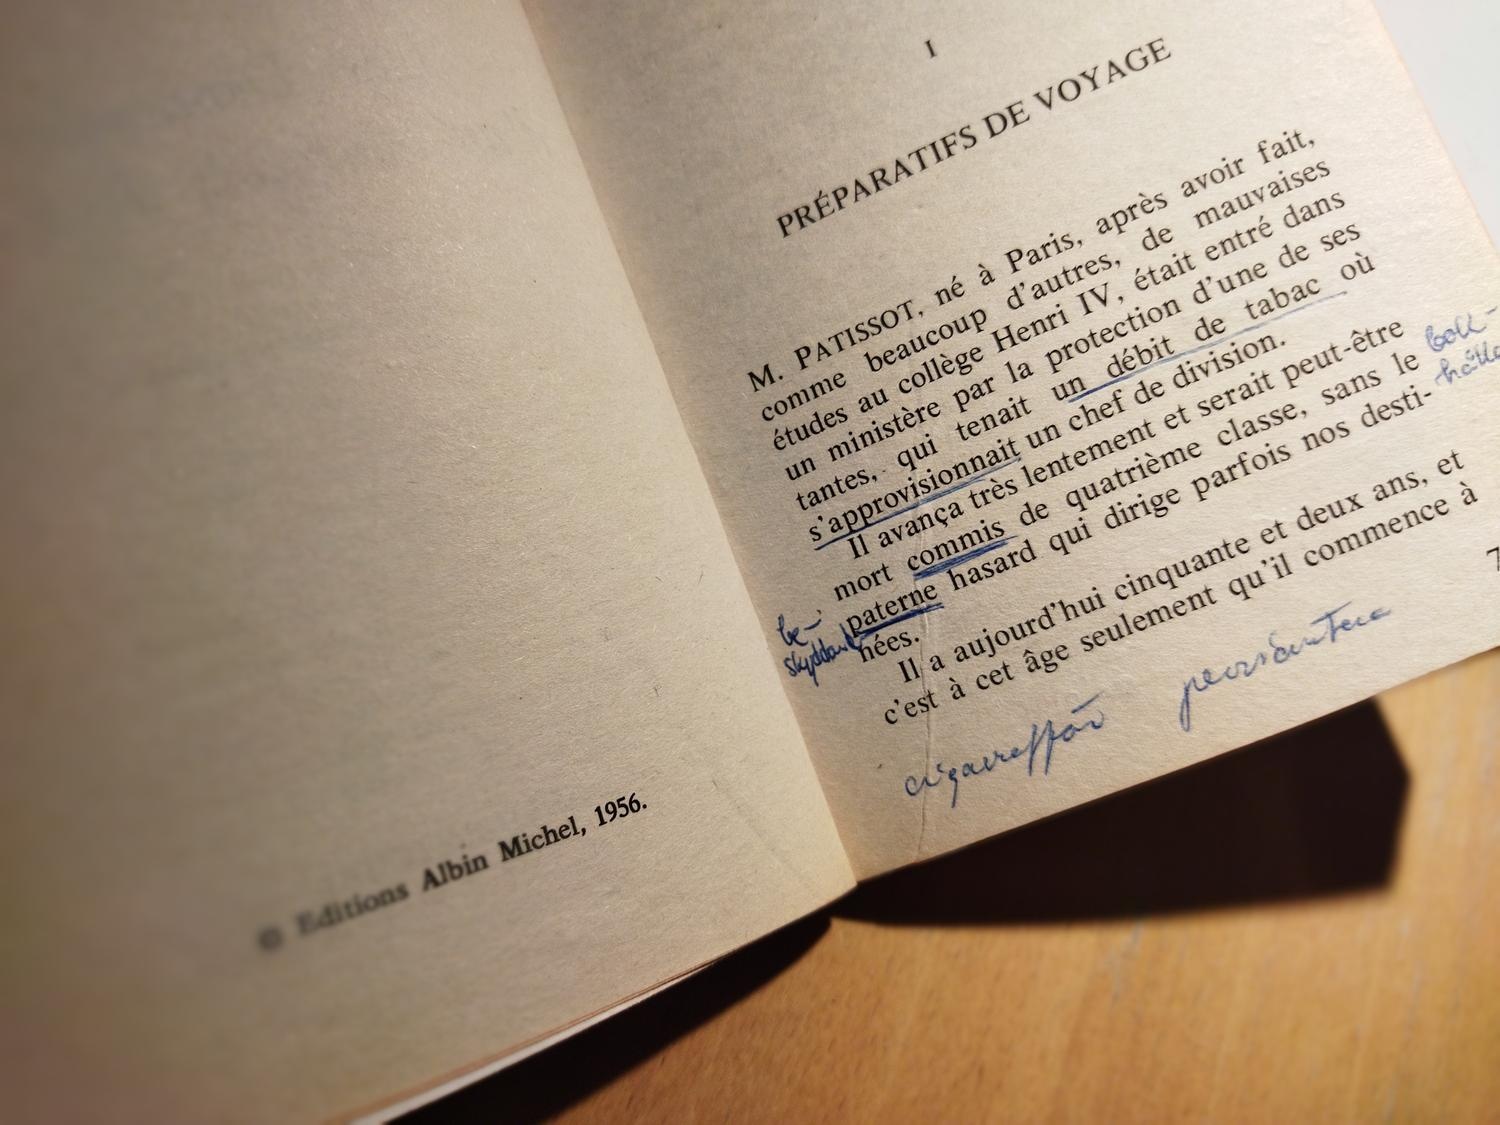 © Editions Albin Michel, 1956.
I
PRÉPARATIFS DE VOYAGE
M. PATISSOT, né à Paris, après avoir fait,
comme beaucoup d'autres, de mauvaises
études au collège Henri IV, était entré dans
un ministère par la protection d'une de ses
tantes, qui tenait un débit de tabac où
s'approvisionnait un chef de division.
Il avança très lentement et serait peut-être
mort commis de quatrième classe, sans le
paterne hasard qui dirige parfois nos desti-
nées.
Il a aujourd'hui cinquante et deux ans, et
c'est à cet âge seulement qu'il commence à
7
be-
skyddande
cigarraffär